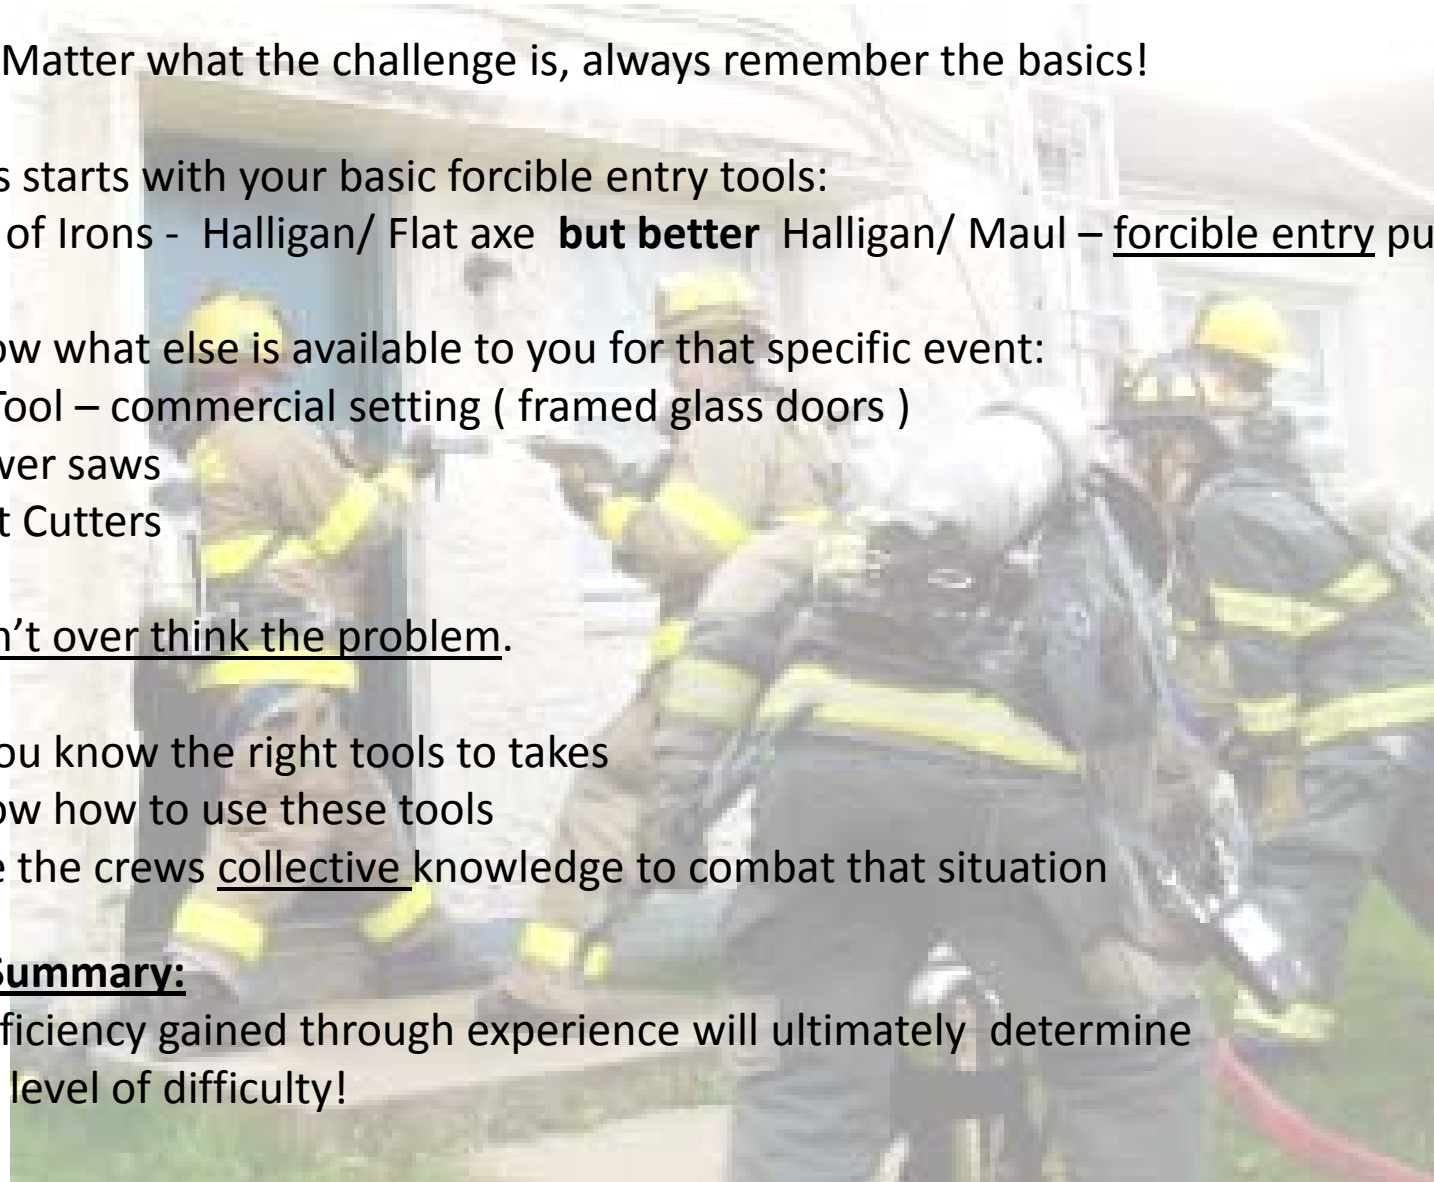 Matter what the challenge is, always remember the basics!
s starts with your basic forcible entry tools:
of Irons - Halligan/ Flat axe but better Halligan/ Maul – forcible entry pu
ow what else is available to you for that specific event:
Tool – commercial setting ( framed glass doors )
wer saws
t Cutters
n’t over think the problem.
ou know the right tools to takes
ow how to use these tools
e the crews collective knowledge to combat that situation
Summary:
ficiency gained through experience will ultimately determine
level of difficulty!